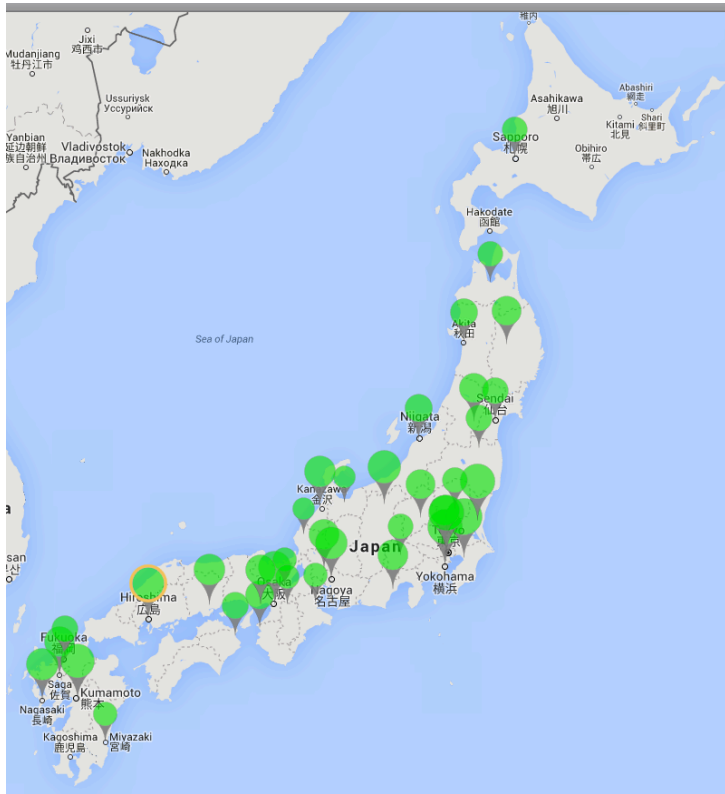 稚内
Jixi
鸡西市
Mudanjiang
牡丹江市
Abashiri
網走
Asahikawa
旭川
Ussuriysk
Уссурийск
Kitami
北見
Shari
斜里町
Yanbian
延边朝鲜
族自治州
Vladivostok
Владивосток
Nakhodka
Находка
Sapporo
札幌
Obihiro
帯広
Hakodate
函館
Akita
秋田
Sea of Japan
Sendai
仙台
Niigata
新潟
金沢
Japan
東京
Yokohama
横浜
Nagoya
名古屋
Osaka
大阪
Hiroshima
広島
Fukuoka
福岡
Saga
佐賀
Kumamoto
熊本
Nagasaki
長崎
Kagoshima
鹿児島
Miyazaki
宮崎